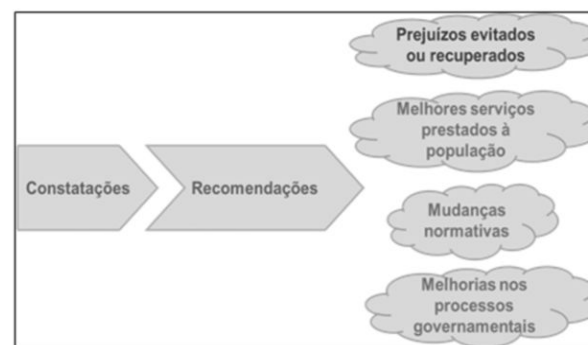 Constatações
Recomendações
Prejuízos evitados
ou recuperados
Melhores serviços
prestados à
população
Mudanças
normativas
Melhorias nos
processos
governamentais